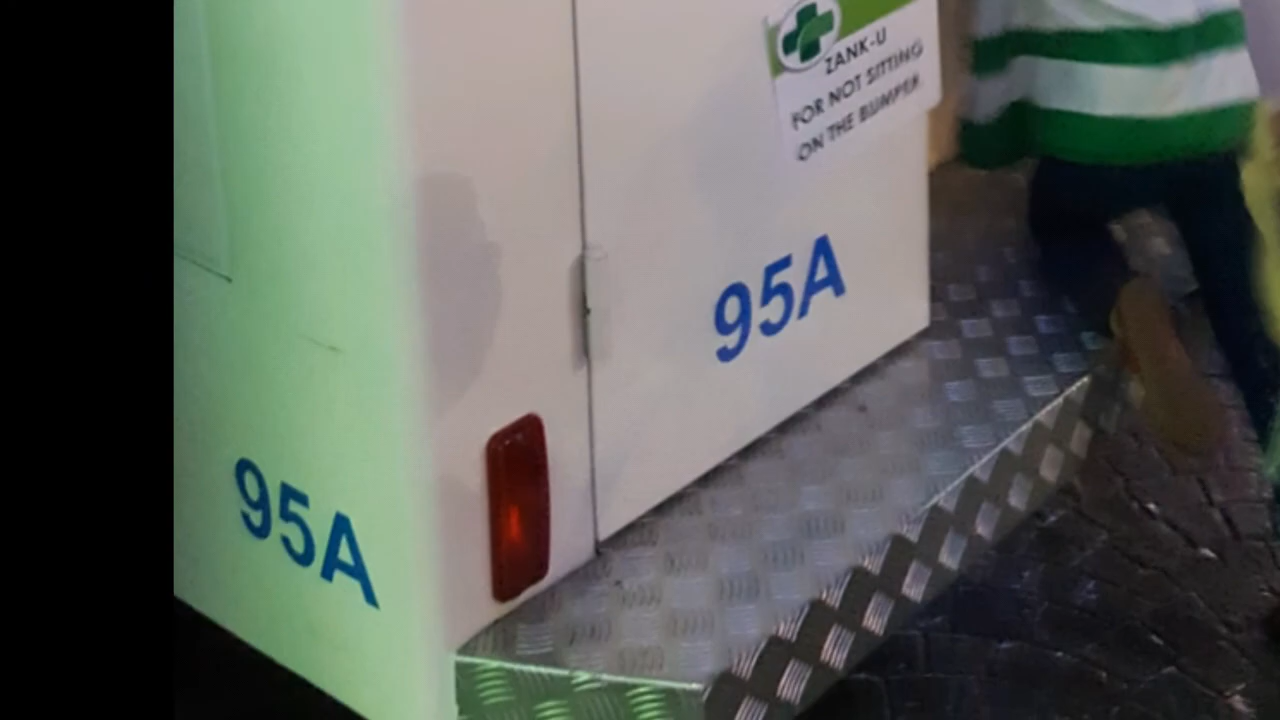 ZANK-U
FOR NOT SITTING
ON THE BUMPER
95A
95A